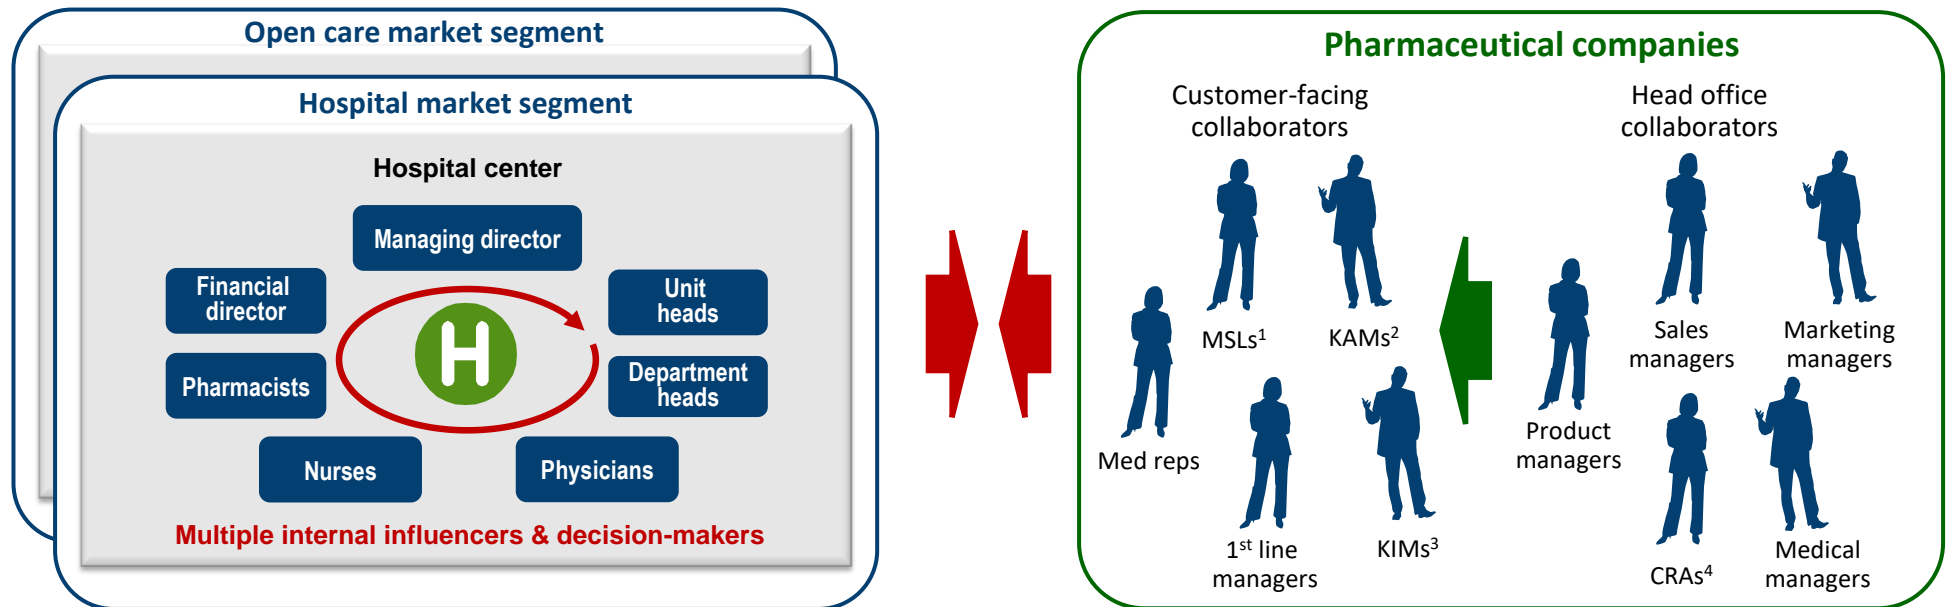 Open care market segment
Hospital market segment
Hospital center
Managing director
Financial
director
Unit
heads
H
Pharmacists
Department
heads
Nurses
Physicians
Multiple internal influencers & decision-makers
Pharmaceutical companies
Customer-facing
collaborators
Head office
collaborators
MSLs¹
KAMs²
Med reps
1st line
managers
KIMs³
Sales
managers
Marketing
managers
Product
managers
CRAs⁴
Medical
managers